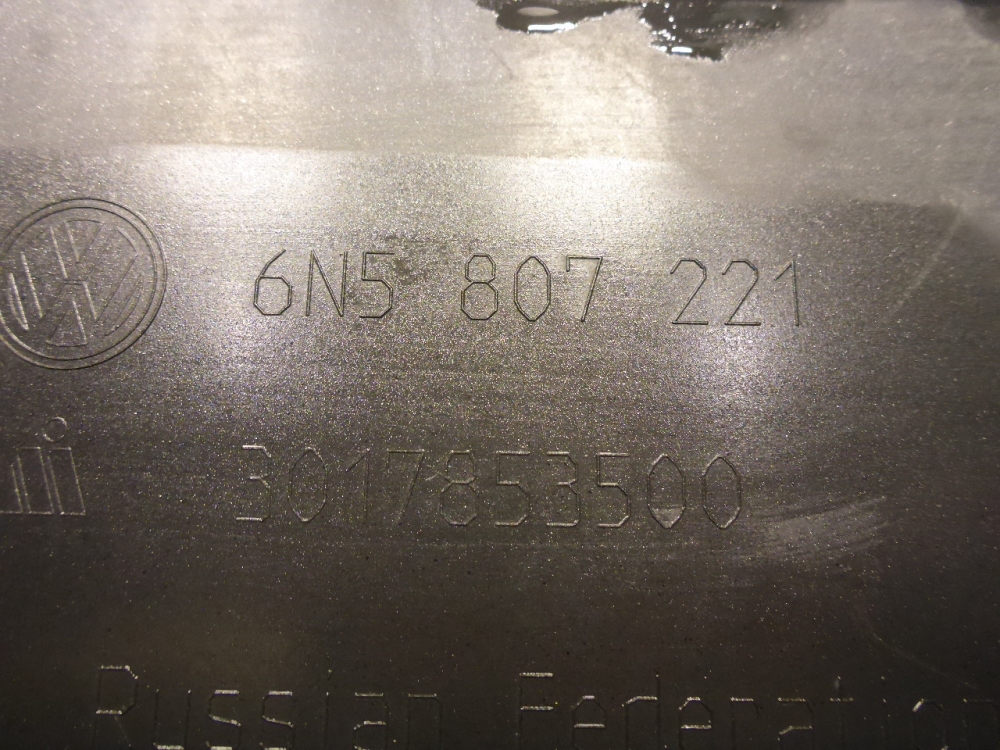 6N5 807 221
3017853500
Russian Federation